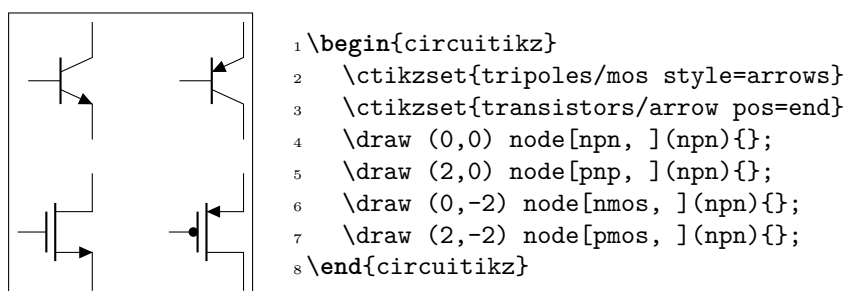 1 \begin{circuitikz}
2 \ctikzset{tripoles/mos style=arrows}
3 \ctikzset{transistors/arrow pos=end}
4 \draw (0,0) node[npn, ](npn){};
5 \draw (2,0) node[pnp, ](npn){};
6 \draw (0,-2) node[nmos, ](npn){};
7 \draw (2,-2) node[pmos, ](npn){};
8 \end{circuitikz}